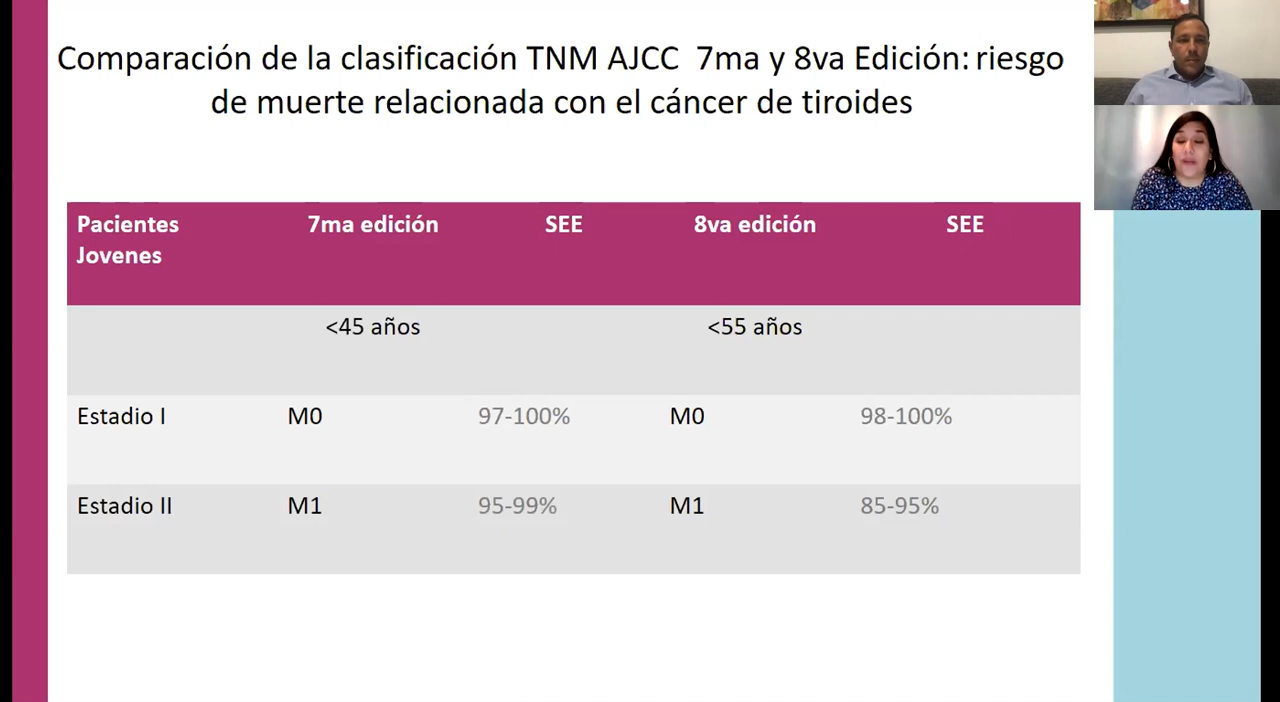 Comparación de la clasificación TNM AJCC 7ma y 8va Edición: riesgo
de muerte relacionada con el cáncer de tiroides
Pacientes Jovenes 7ma edición SEE 8va edición SEE
<45 años <55 años
Estadio I M0 97-100% M0 98-100%
Estadio II M1 95-99% M1 85-95%